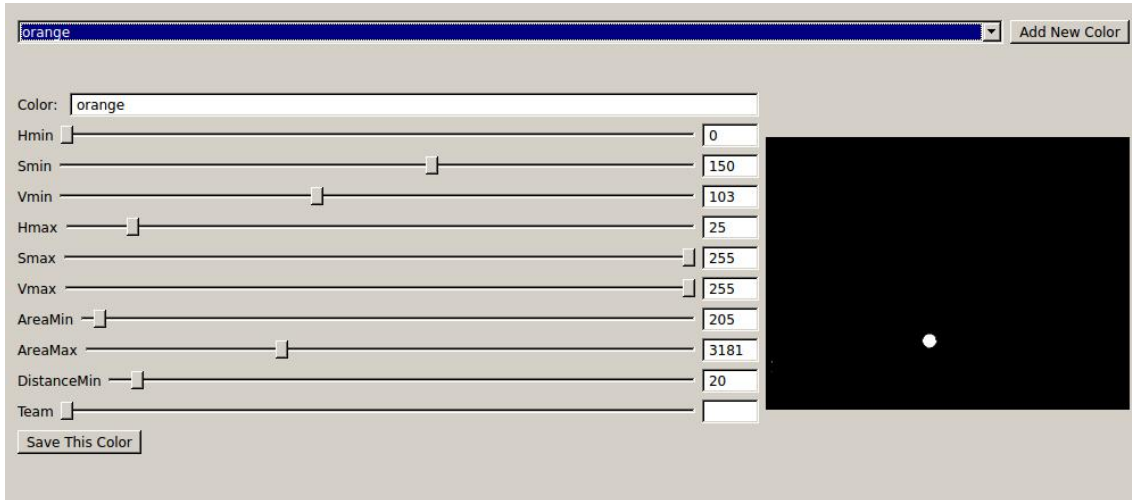 orange Add New Color
Color: orange
Hmin 0
Smin 150
Vmin 103
Hmax 25
Smax 255
Vmax 255
AreaMin 205
AreaMax 3181
DistanceMin 20
Team
Save This Color